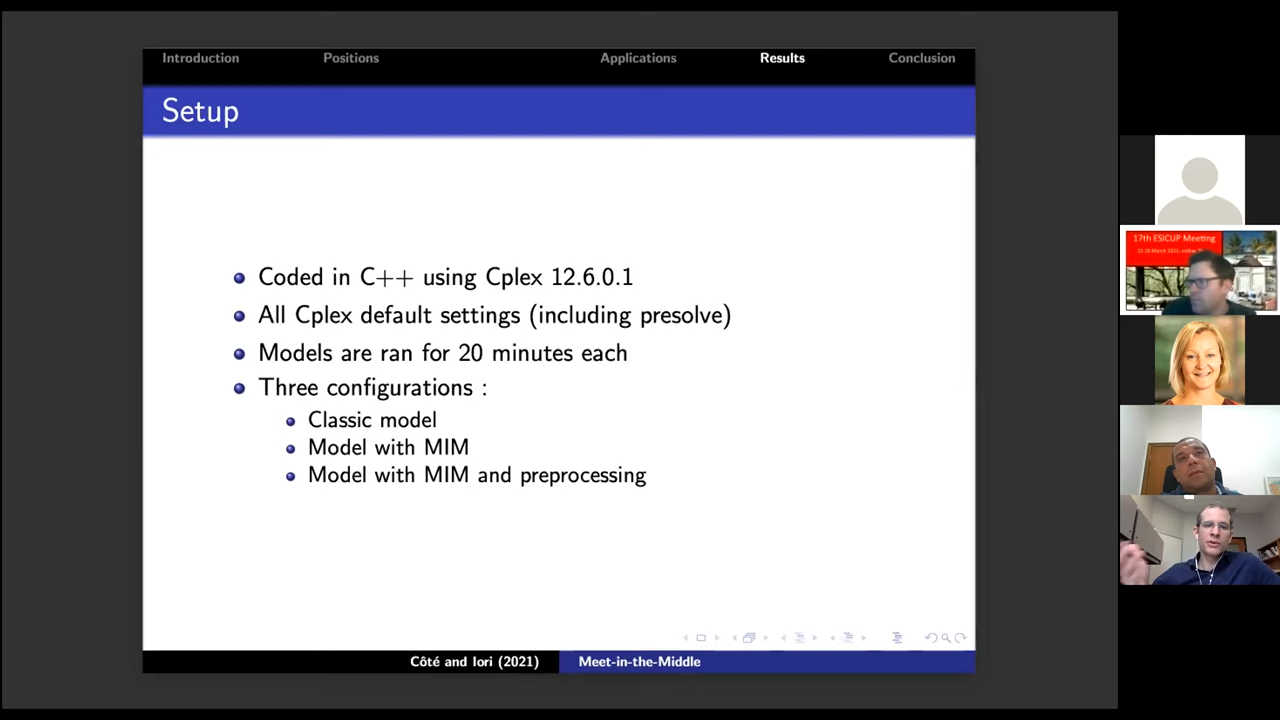 Introduction Positions Applications Results Conclusion
Setup
Coded in C++ using Cplex 12.6.0.1
All Cplex default settings (including presolve)
Models are ran for 20 minutes each
Three configurations :
Classic model
Model with MIM
Model with MIM and preprocessing
Côté and Iori (2021) Meet-in-the-Middle
17th ESICUP Meeting